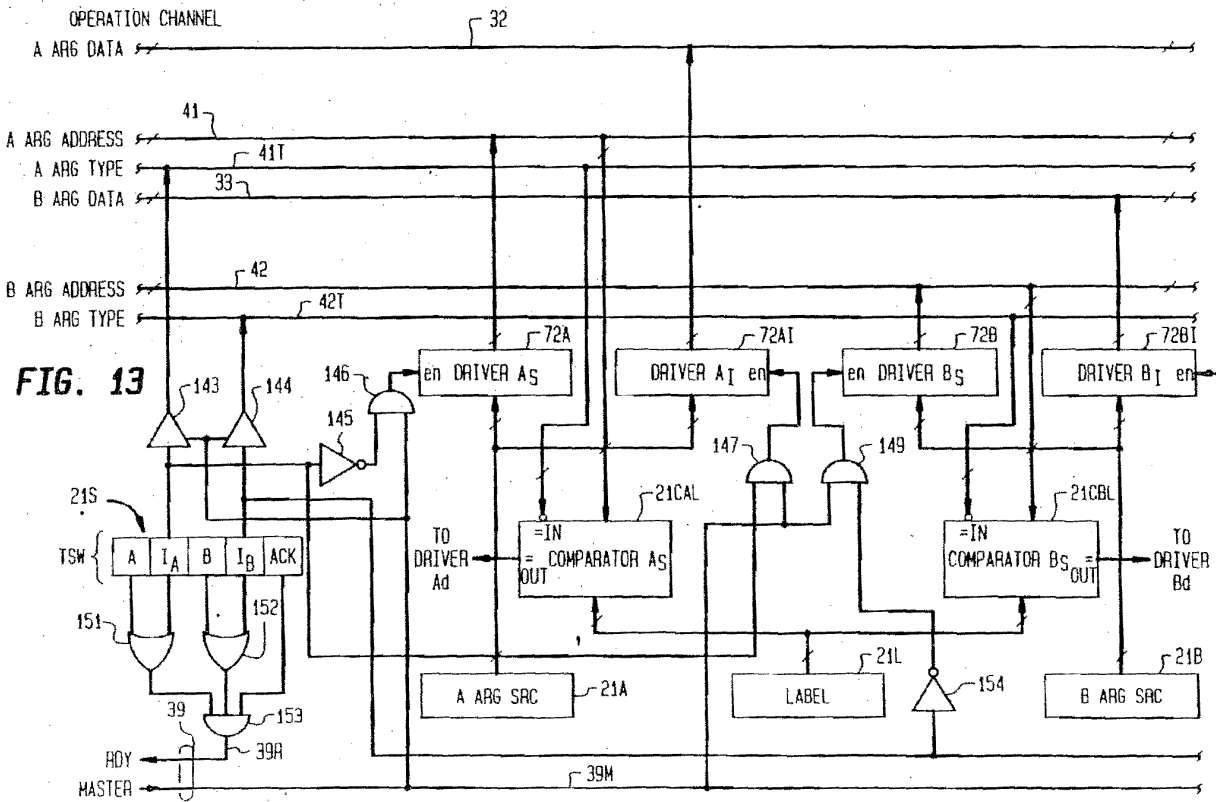 OPERATION CHANNEL
A ARG DATA
32
41
A ARG ADDRESS
41T
A ARG TYPE
33
B ARG DATA
42
B ARG ADDRESS
42T
B ARG TYPE
72A
72AI
72B
72BI
FIG. 13
143
144
146
en DRIVER AS
DRIVER AI en
en DRIVER BS
DRIVER BI en
145
147
149
21S
21CAL
21CBL
TSW
A IA B IB ACK
TO DRIVER Ad
=IN
= COMPARATOR AS
OUT
=IN
COMPARATOR BS =
OUT
TO DRIVER Bd
151
152
153
A ARG SRC
21A
LABEL
21L
154
B ARG SRC
21B
39
39R
RDY
MASTER
39M